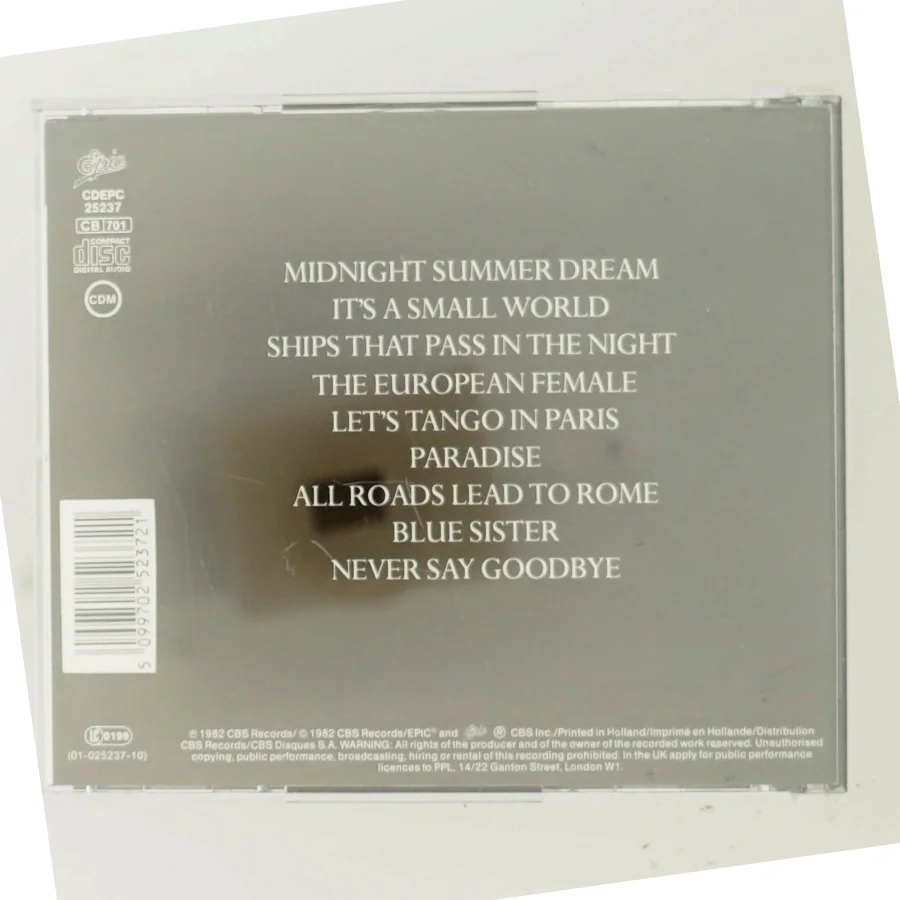 Epic
CDEPC
25237
CB 701
COMPACT
disc
DIGITAL AUDIO
CDM
MIDNIGHT SUMMER DREAM
IT'S A SMALL WORLD
SHIPS THAT PASS IN THE NIGHT
THE EUROPEAN FEMALE
LET'S TANGO IN PARIS
PARADISE
ALL ROADS LEAD TO ROME
BLUE SISTER
NEVER SAY GOODBYE
5 099702 523721
LC 0199
(01-025237-10)
℗ 1982 CBS Records/ © 1982 CBS Records/EPIC® and Epic ® CBS Inc./Printed in Holland/Imprimé en Hollande/Distribution
CBS Records/CBS Disques S.A. WARNING: All rights of the producer and of the owner of the recorded work reserved. Unauthorised
copying, public performance, broadcasting, hiring or rental of this recording prohibited. In the UK apply for public performance
licences to PPL, 14/22 Ganton Street, London W1.